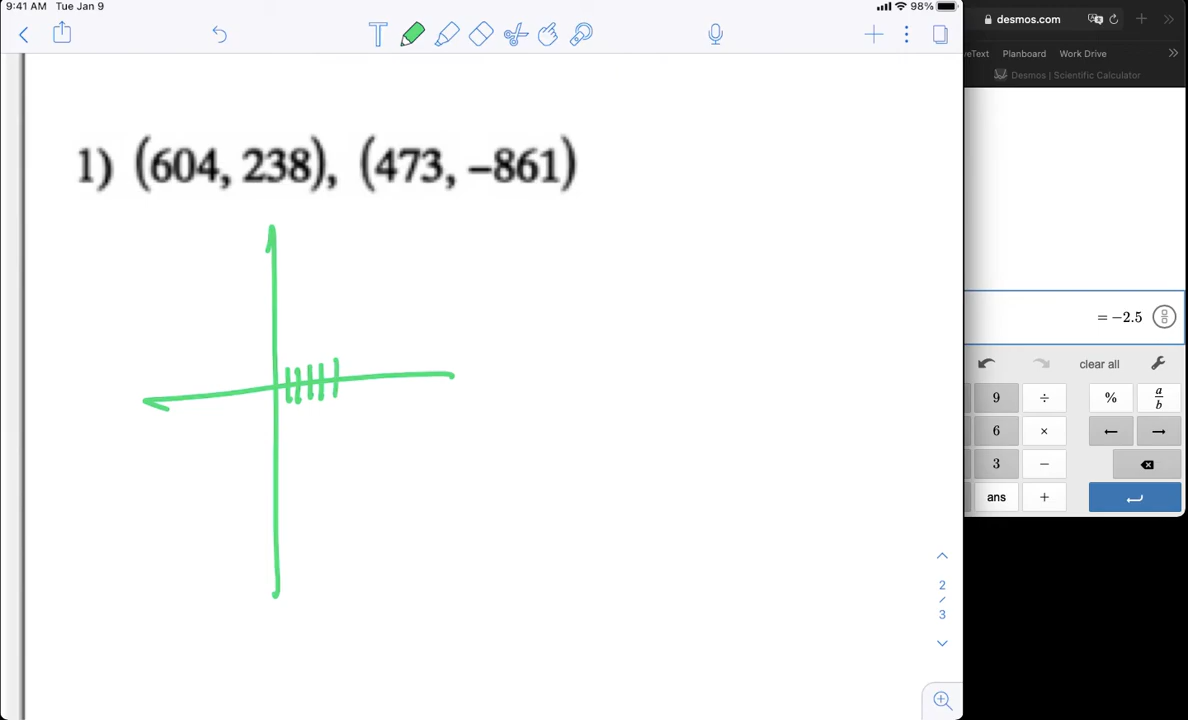 9:41 AM Tue Jan 9
98%
desmos.com
veText Planboard Work Drive
Desmos | Scientific Calculator
1) (604, 238), (473, −861)
= −2.5
clear all
9 ÷ % a/b
6 × ← →
3 −
ans +
2
/
3